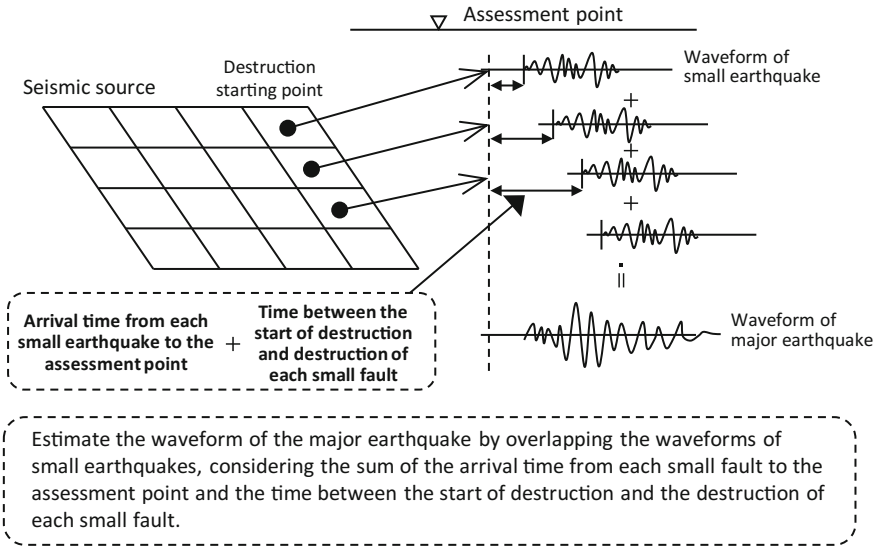 Assessment point
Waveform of
small earthquake
Seismic source
Destruction
starting point
+
+
+
Arrival time from each
small earthquake to the
assessment point
+
Time between the
start of destruction
and destruction of
each small fault
Waveform of
major earthquake
Estimate the waveform of the major earthquake by overlapping the waveforms of
small earthquakes, considering the sum of the arrival time from each small fault to the
assessment point and the time between the start of destruction and the destruction of
each small fault.